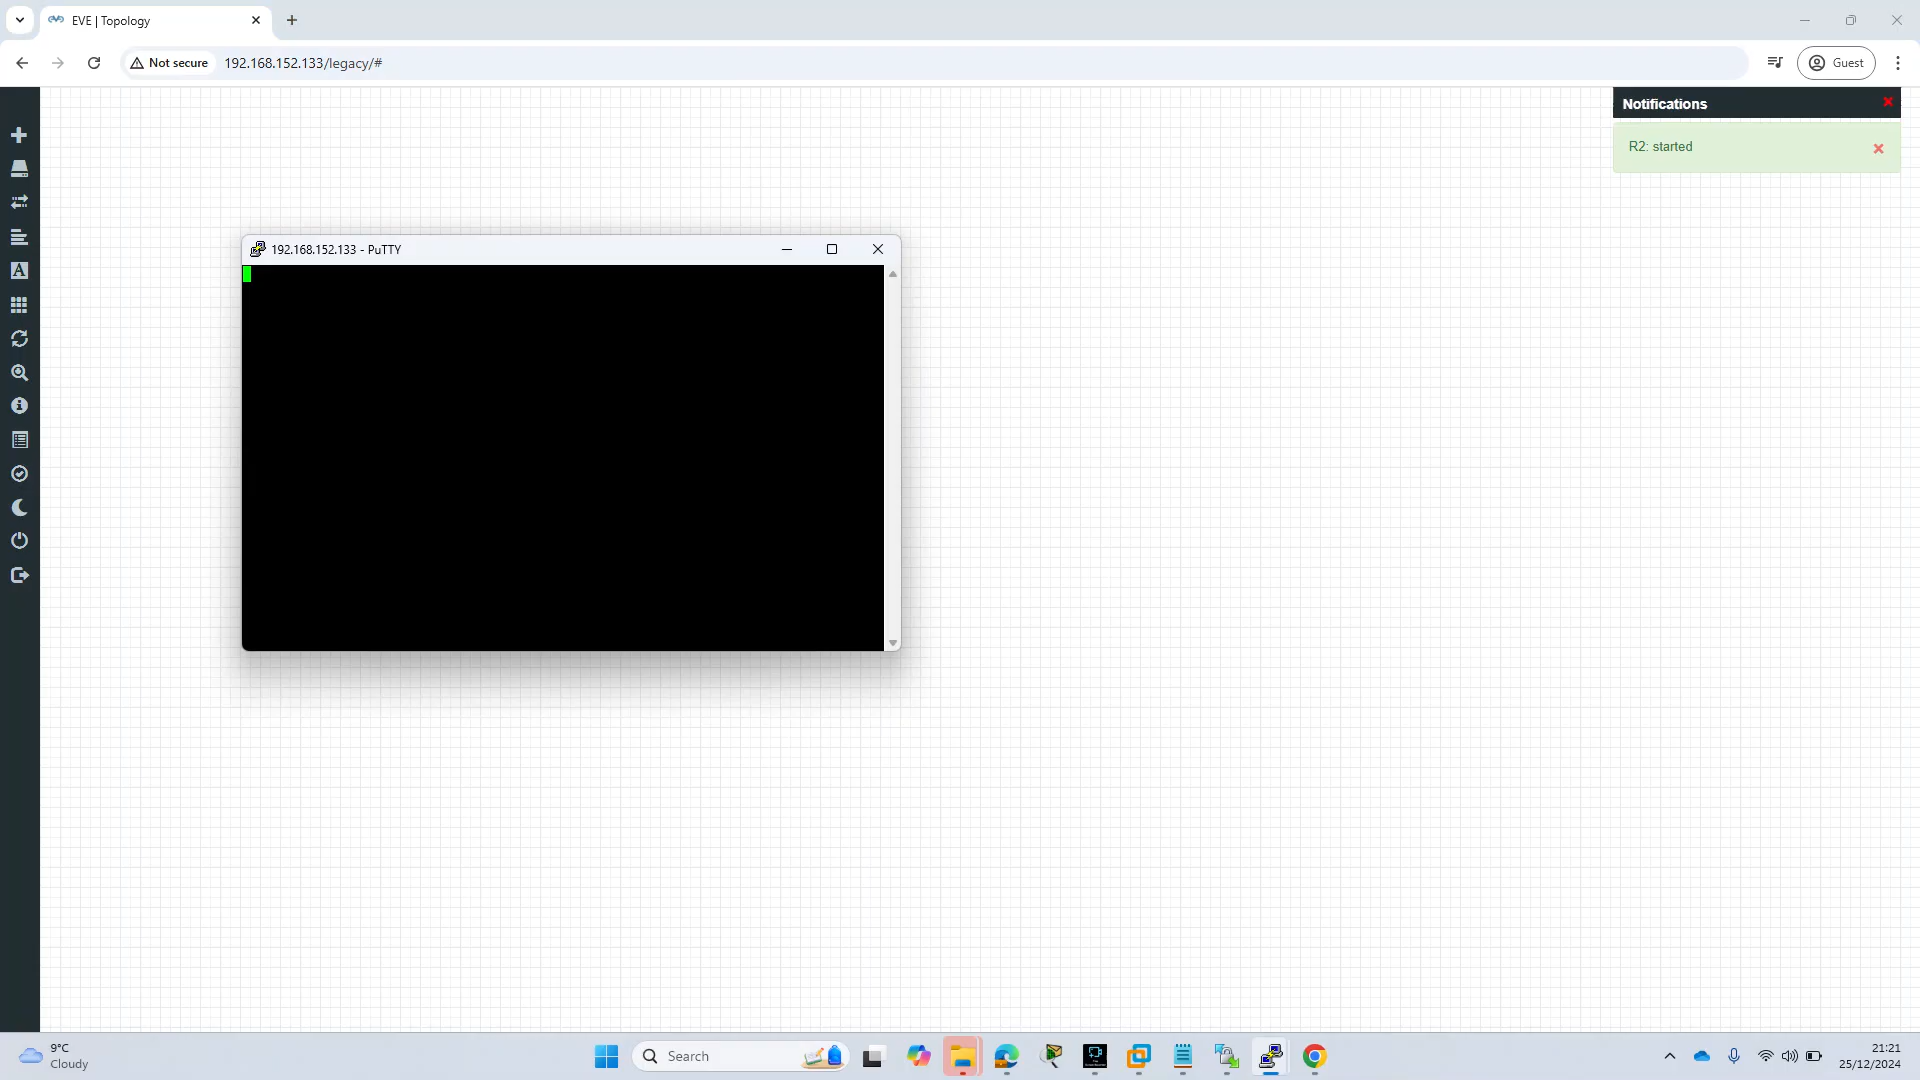 EVE | Topology
Not secure
192.168.152.133/legacy/#
Guest
Notifications
R2: started
192.168.152.133 - PuTTY
9°C
Cloudy
Search
21:21
25/12/2024